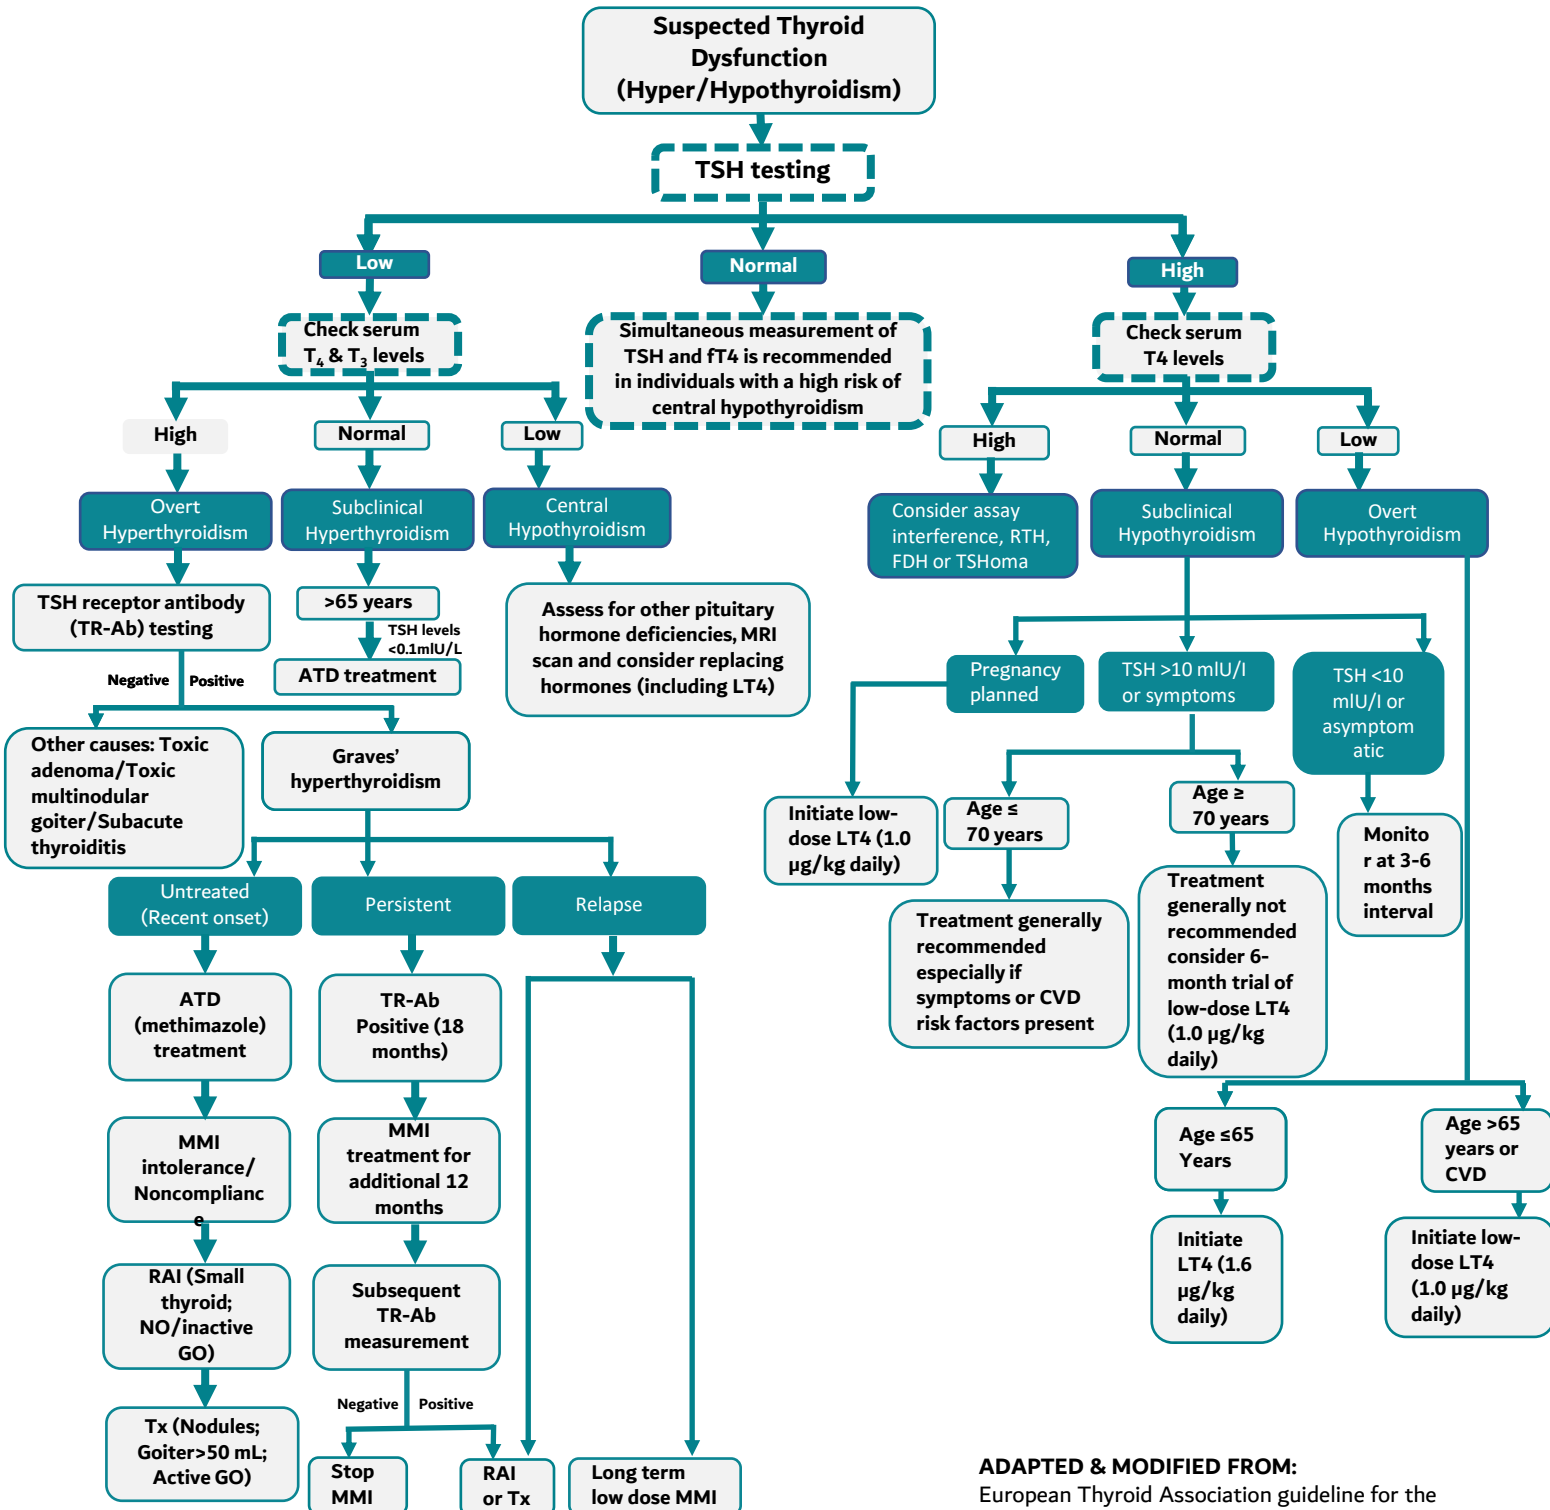 Suspected Thyroid
Dysfunction
(Hyper/Hypothyroidism)
TSH testing
Low
Normal
High
Check serum
T4 & T3 levels
Simultaneous measurement of
TSH and fT4 is recommended
in individuals with a high risk of
central hypothyroidism
Check serum
T4 levels
High
Normal
Low
High
Normal
Low
Overt
Hyperthyroidism
Subclinical
Hyperthyroidism
Central
Hypothyroidism
Consider assay
interference, RTH,
FDH or TSHoma
Subclinical
Hypothyroidism
Overt
Hypothyroidism
TSH receptor antibody
(TR-Ab) testing
>65 years
TSH levels
<0.1mlU/L
ATD treatment
Assess for other pituitary
hormone deficiencies, MRI
scan and consider replacing
hormones (including LT4)
Pregnancy
planned
TSH >10 mlU/l
or symptoms
TSH <10
mlU/l or
asymptom
atic
Negative
Positive
Other causes: Toxic
adenoma/Toxic
multinodular
goiter/Subacute
thyroiditis
Graves’
hyperthyroidism
Initiate low-
dose LT4 (1.0
µg/kg daily)
Age ≤
70 years
Age ≥
70 years
Monito
r at 3-6
months
interval
Treatment generally
recommended
especially if
symptoms or CVD
risk factors present
Treatment
generally not
recommended
consider 6-
month trial of
low-dose LT4
(1.0 µg/kg
daily)
Untreated
(Recent onset)
Persistent
Relapse
ATD
(methimazole)
treatment
TR-Ab
Positive (18
months)
MMI
intolerance/
Noncomplianc
e
MMI
treatment for
additional 12
months
Age ≤65
Years
Age >65
years or
CVD
RAI (Small
thyroid;
NO/inactive
GO)
Subsequent
TR-Ab
measurement
Initiate
LT4 (1.6
µg/kg
daily)
Initiate low-
dose LT4
(1.0 µg/kg
daily)
Negative
Positive
Tx (Nodules;
Goiter>50 mL;
Active GO)
Stop
MMI
RAI
or Tx
Long term
low dose MMI
ADAPTED & MODIFIED FROM:
European Thyroid Association guideline for the